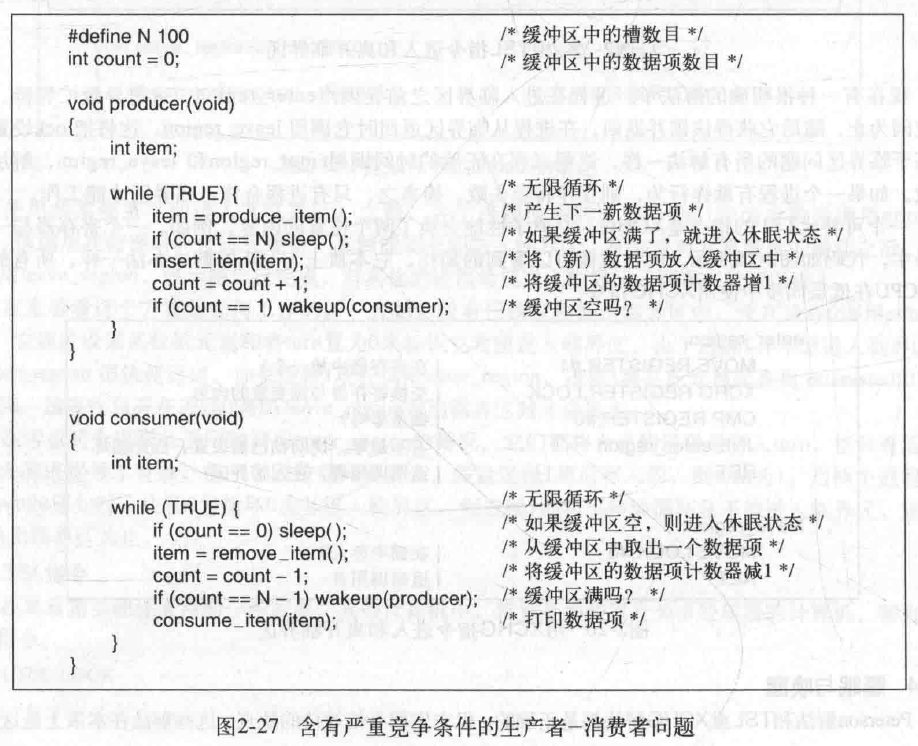 #define N 100 /* 缓冲区中的槽数目 */
int count = 0; /* 缓冲区中的数据项数目 */
void producer(void)
{
int item;
while (TRUE) { /* 无限循环 */
item = produce_item(); /* 产生下一新数据项 */
if (count == N) sleep(); /* 如果缓冲区满了，就进入休眠状态 */
insert_item(item); /* 将（新）数据项放入缓冲区中 */
count = count + 1; /* 将缓冲区的数据项计数器增1 */
if (count == 1) wakeup(consumer); /* 缓冲区空吗？ */
}
}
void consumer(void)
{
int item;
while (TRUE) { /* 无限循环 */
if (count == 0) sleep(); /* 如果缓冲区空，则进入休眠状态 */
item = remove_item(); /* 从缓冲区中取出一个数据项 */
count = count - 1; /* 将缓冲区的数据项计数器减1 */
if (count == N - 1) wakeup(producer); /* 缓冲区满吗？ */
consume_item(item); /* 打印数据项 */
}
}
图2-27 含有严重竞争条件的生产者-消费者问题